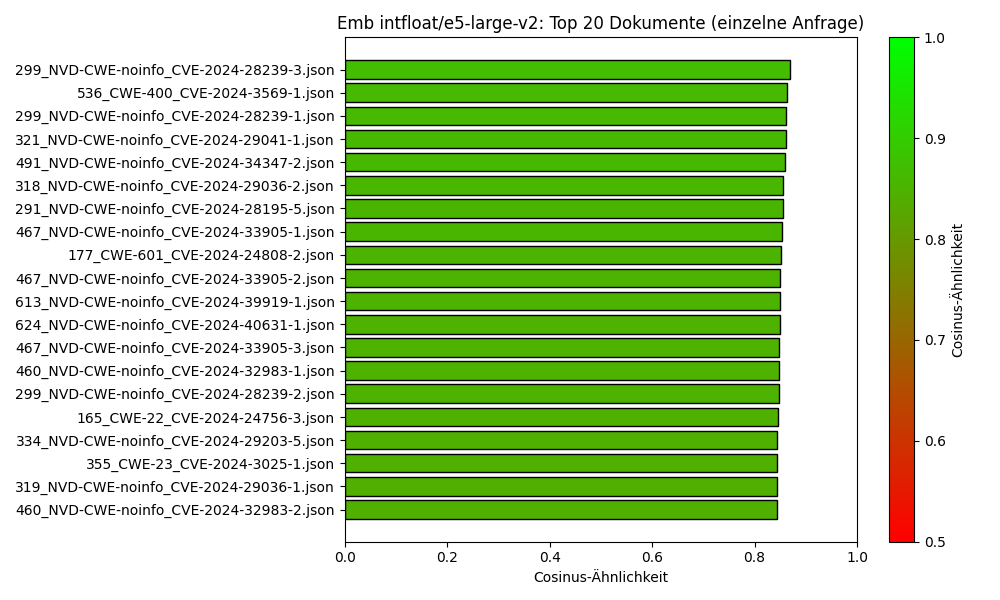 Emb intfloat/e5-large-v2: Top 20 Dokumente (einzelne Anfrage)
299_NVD-CWE-noinfo_CVE-2024-28239-3.json
536_CWE-400_CVE-2024-3569-1.json
299_NVD-CWE-noinfo_CVE-2024-28239-1.json
321_NVD-CWE-noinfo_CVE-2024-29041-1.json
491_NVD-CWE-noinfo_CVE-2024-34347-2.json
318_NVD-CWE-noinfo_CVE-2024-29036-2.json
291_NVD-CWE-noinfo_CVE-2024-28195-5.json
467_NVD-CWE-noinfo_CVE-2024-33905-1.json
177_CWE-601_CVE-2024-24808-2.json
467_NVD-CWE-noinfo_CVE-2024-33905-2.json
613_NVD-CWE-noinfo_CVE-2024-39919-1.json
624_NVD-CWE-noinfo_CVE-2024-40631-1.json
467_NVD-CWE-noinfo_CVE-2024-33905-3.json
460_NVD-CWE-noinfo_CVE-2024-32983-1.json
299_NVD-CWE-noinfo_CVE-2024-28239-2.json
165_CWE-22_CVE-2024-24756-3.json
334_NVD-CWE-noinfo_CVE-2024-29203-5.json
355_CWE-23_CVE-2024-3025-1.json
319_NVD-CWE-noinfo_CVE-2024-29036-1.json
460_NVD-CWE-noinfo_CVE-2024-32983-2.json
0.0 0.2 0.4 0.6 0.8 1.0
Cosinus-Ähnlichkeit
1.0
0.9
0.8
0.7
0.6
0.5
Cosinus-Ähnlichkeit